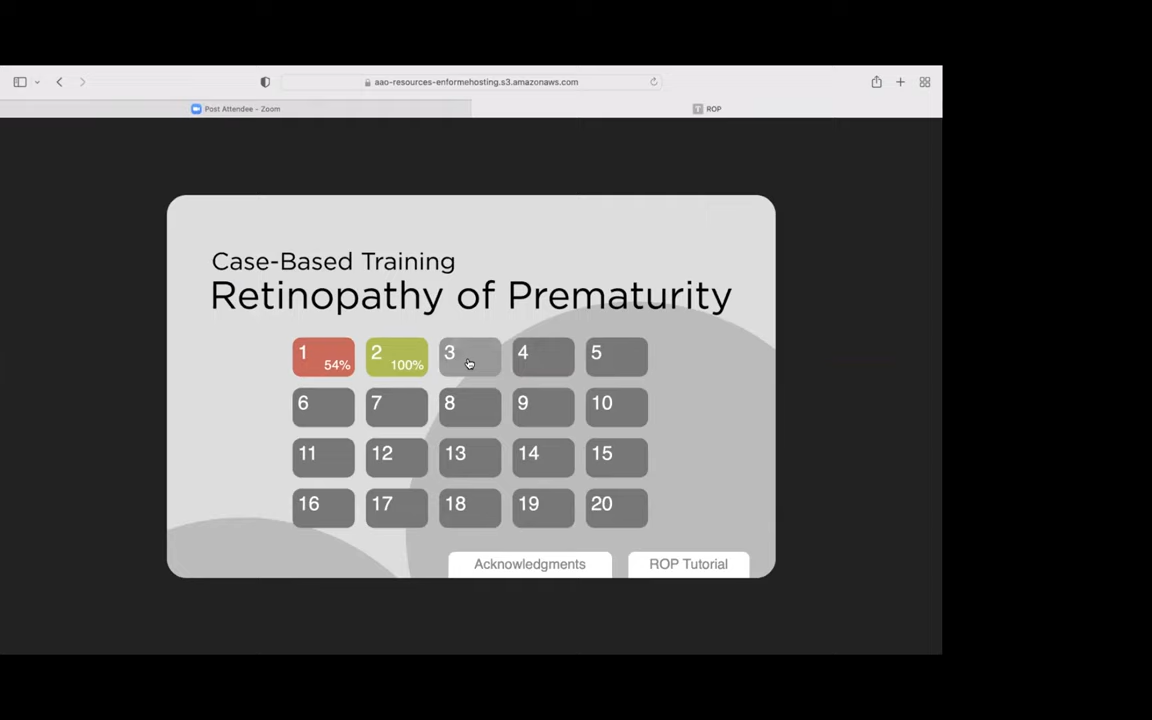 aao-resources-enformehosting.s3.amazonaws.com
Post Attendee - Zoom
T ROP
Case-Based Training
Retinopathy of Prematurity
1 54%
2 100%
3
4
5
6
7
8
9
10
11
12
13
14
15
16
17
18
19
20
Acknowledgments
ROP Tutorial